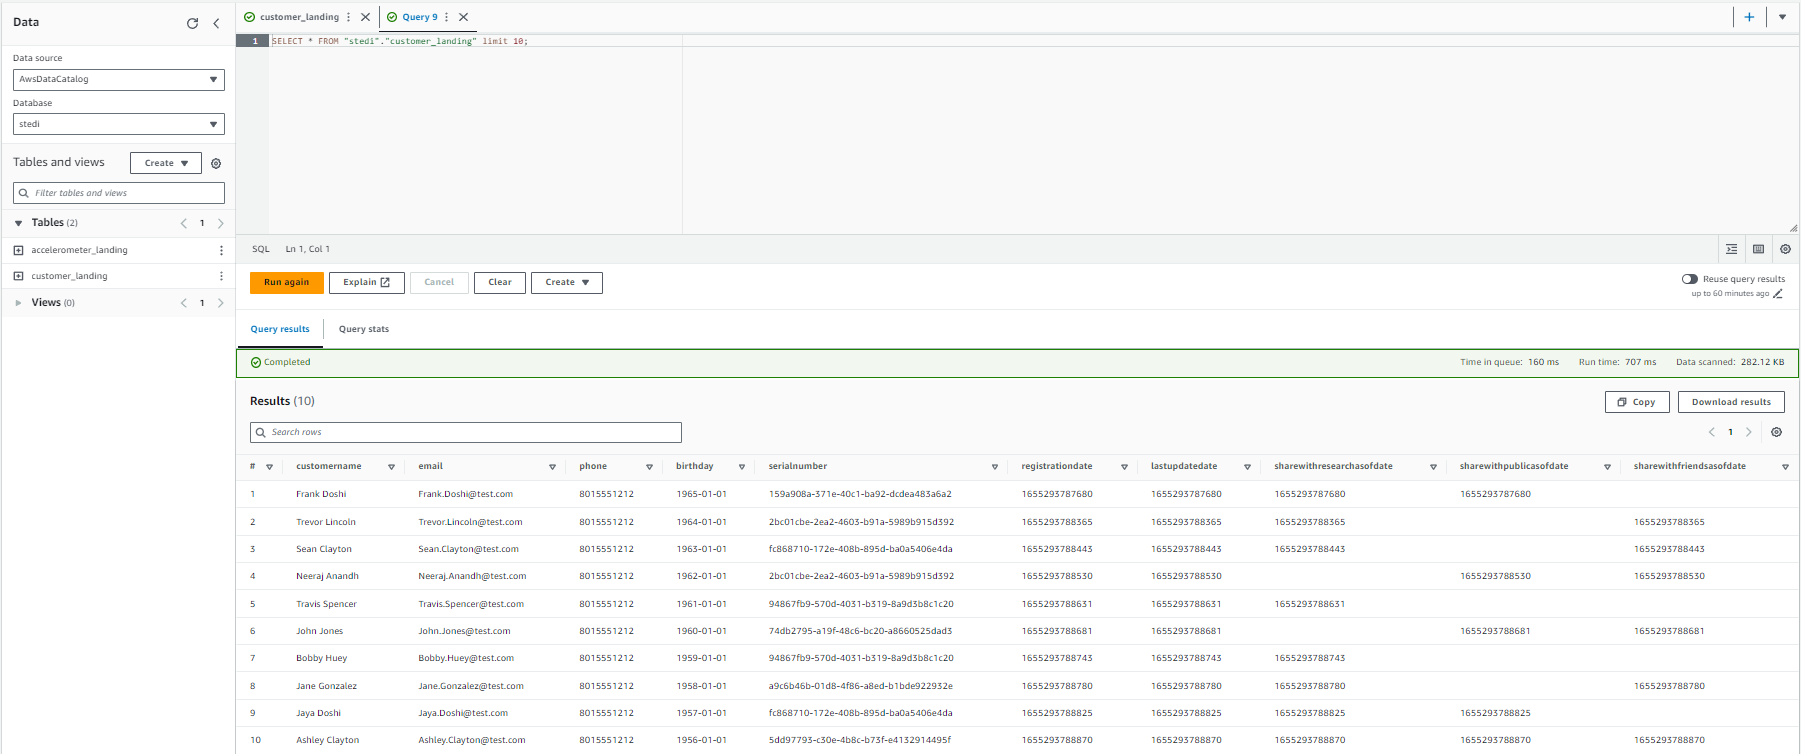 Data
Data source
AwsDataCatalog
Database
stedi
Tables and views
Create
Filter tables and views
Tables (2)
1
accelerometer_landing
customer_landing
Views (0)
1
customer_landing
Query 9
1 SELECT * FROM "stedi"."customer_landing" limit 10;
SQL Ln 1, Col 1
Run again Explain Cancel Clear Create
Reuse query results
up to 60 minutes ago
Query results Query stats
Completed Time in queue: 160 ms Run time: 707 ms Data scanned: 282.12 KB
Results (10) Copy Download results
Search rows 1
# customername email phone birthday serialnumber registrationdate lastupdatedate sharewithresearchasofdate sharewithpublicasofdate sharewithfriendsasofdate
1 Frank Doshi Frank.Doshi@test.com 8015551212 1965-01-01 159a908a-371e-40c1-ba92-dcdea483a6a2 1655293787680 1655293787680 1655293787680 1655293787680
2 Trevor Lincoln Trevor.Lincoln@test.com 8015551212 1964-01-01 2bc01cbe-2ea2-4603-b91a-5989b915d392 1655293788365 1655293788365 1655293788365 1655293788365
3 Sean Clayton Sean.Clayton@test.com 8015551212 1963-01-01 fc868710-172e-408b-895d-ba0a5406e4da 1655293788443 1655293788443 1655293788443 1655293788443
4 Neeraj Anandh Neeraj.Anandh@test.com 8015551212 1962-01-01 2bc01cbe-2ea2-4603-b91a-5989b915d392 1655293788530 1655293788530 1655293788530 1655293788530
5 Travis Spencer Travis.Spencer@test.com 8015551212 1961-01-01 94867fb9-570d-4031-b319-8a9d3b8c1c20 1655293788631 1655293788631 1655293788631
6 John Jones John.Jones@test.com 8015551212 1960-01-01 74db2795-a19f-48c6-bc20-a8660525dad3 1655293788681 1655293788681 1655293788681 1655293788681
7 Bobby Huey Bobby.Huey@test.com 8015551212 1959-01-01 94867fb9-570d-4031-b319-8a9d3b8c1c20 1655293788743 1655293788743 1655293788743
8 Jane Gonzalez Jane.Gonzalez@test.com 8015551212 1958-01-01 a9c6b46b-01d8-4f86-a8ed-b1bde922932e 1655293788780 1655293788780 1655293788780 1655293788780
9 Jaya Doshi Jaya.Doshi@test.com 8015551212 1957-01-01 fc868710-172e-408b-895d-ba0a5406e4da 1655293788825 1655293788825 1655293788825 1655293788825
10 Ashley Clayton Ashley.Clayton@test.com 8015551212 1956-01-01 5dd97793-c30e-4b8c-b73f-e4132914495f 1655293788870 1655293788870 1655293788870 1655293788870 1655293788870